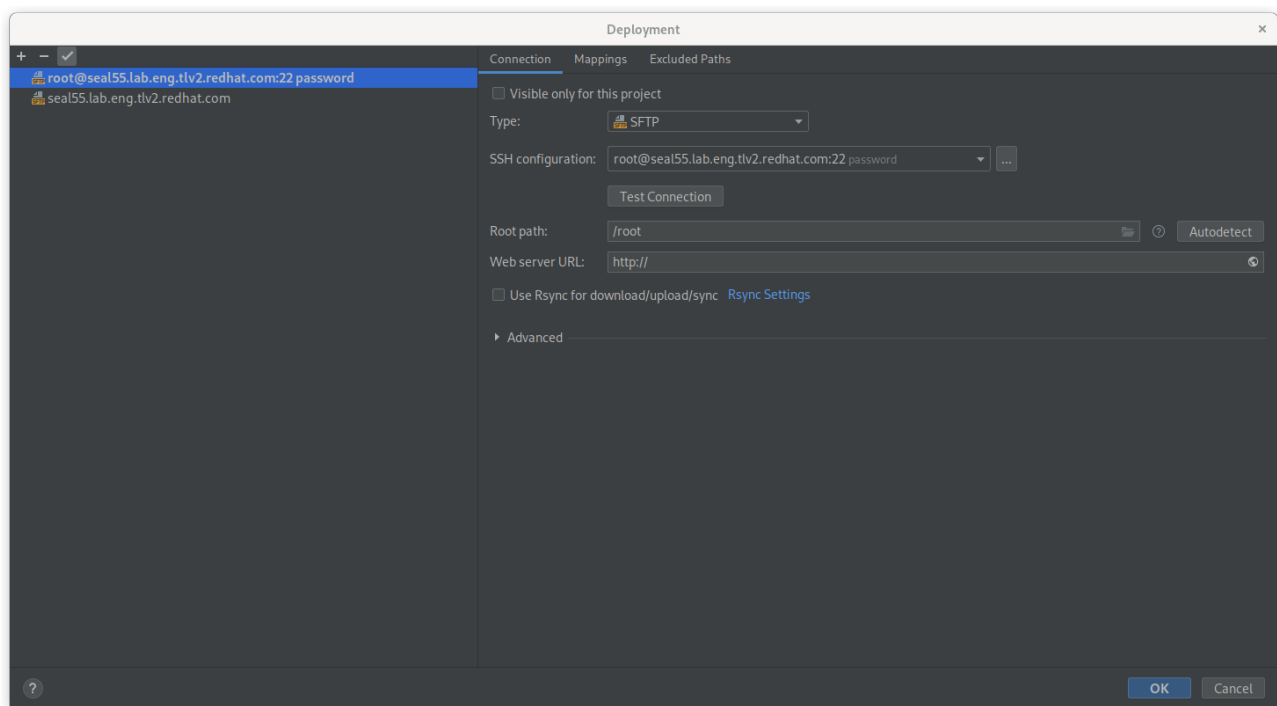 Deployment
root@seal55.lab.eng.tlv2.redhat.com:22 password
seal55.lab.eng.tlv2.redhat.com
Connection Mappings Excluded Paths
Visible only for this project
Type: SFTP
SSH configuration: root@seal55.lab.eng.tlv2.redhat.com:22 password ...
Test Connection
Root path: /root Autodetect
Web server URL: http://
Use Rsync for download/upload/sync Rsync Settings
Advanced
? OK Cancel